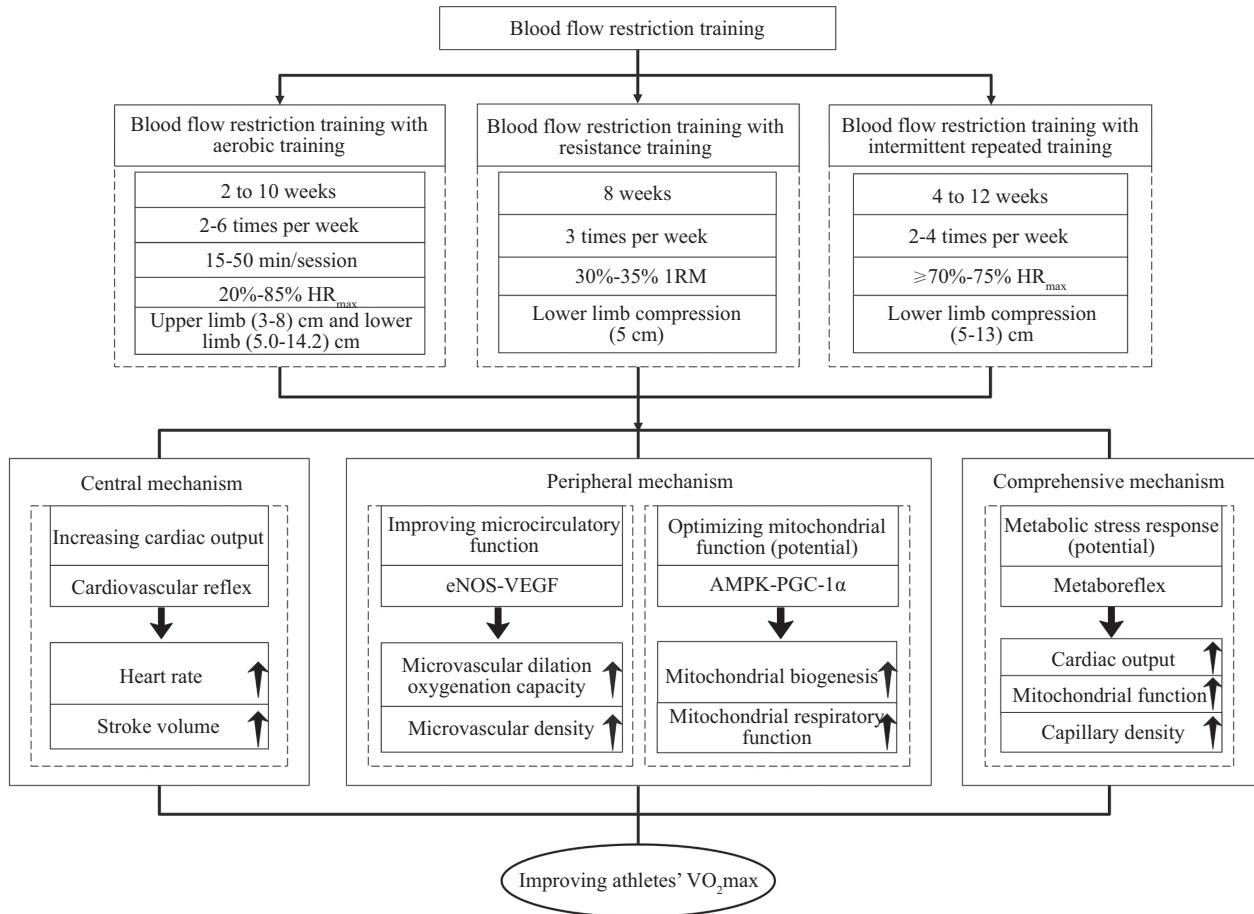 Blood flow restriction training
Blood flow restriction training with
aerobic training
2 to 10 weeks
2-6 times per week
15-50 min/session
20%-85% HRmax
Upper limb (3-8) cm and lower
limb (5.0-14.2) cm
Blood flow restriction training with
resistance training
8 weeks
3 times per week
30%-35% 1RM
Lower limb compression
(5 cm)
Blood flow restriction training with
intermittent repeated training
4 to 12 weeks
2-4 times per week
⩾70%-75% HRmax
Lower limb compression
(5-13) cm
Central mechanism
Increasing cardiac output
Cardiovascular reflex
Heart rate
Stroke volume
Peripheral mechanism
Improving microcirculatory
function
eNOS-VEGF
Microvascular dilation
oxygenation capacity
Microvascular density
Optimizing mitochondrial
function (potential)
AMPK-PGC-1α
Mitochondrial biogenesis
Mitochondrial respiratory
function
Comprehensive mechanism
Metabolic stress response
(potential)
Metaboreflex
Cardiac output
Mitochondrial function
Capillary density
Improving athletes’ VO₂max